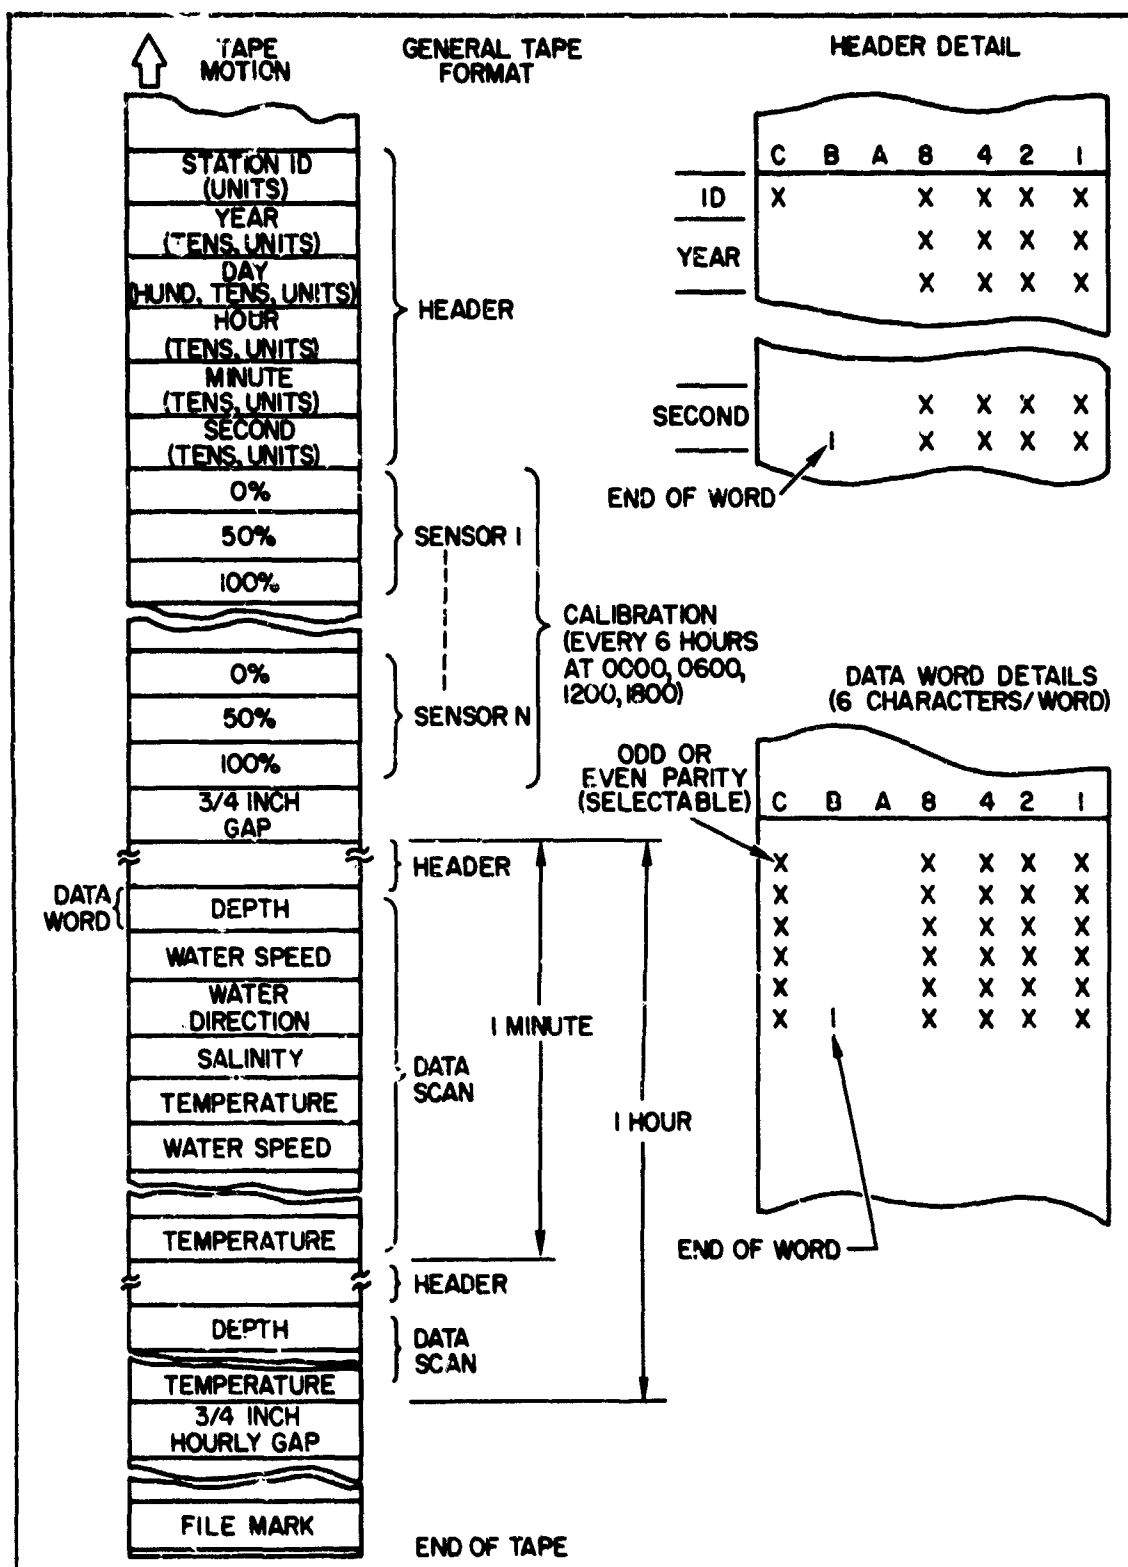 TAPE
MOTION
GENERAL TAPE
FORMAT
STATION ID
(UNITS)
YEAR
(TENS, UNITS)
DAY
(HUND, TENS, UNITS)
HOUR
(TENS, UNITS)
MINUTE
(TENS, UNITS)
SECOND
(TENS, UNITS)
HEADER
0%
50%
100%
SENSOR 1
0%
50%
100%
SENSOR N
CALIBRATION
(EVERY 6 HOURS
AT 0000, 0600,
1200, 1800)
3/4 INCH
GAP
HEADER
DATA
WORD
DEPTH
WATER SPEED
WATER
DIRECTION
SALINITY
TEMPERATURE
WATER SPEED
TEMPERATURE
DATA
SCAN
1 MINUTE
1 HOUR
HEADER
DEPTH
TEMPERATURE
DATA
SCAN
3/4 INCH
HOURLY GAP
FILE MARK
END OF TAPE
HEADER DETAIL
C B A 8 4 2 1
ID X X X X X
YEAR
X X X X
X X X X
SECOND
X X X X
1 X X X X
END OF WORD
DATA WORD DETAILS
(6 CHARACTERS/WORD)
ODD OR
EVEN PARITY
(SELECTABLE)
C B A 8 4 2 1
X X X X X
X X X X X
X X X X X
X X X X X
X X X X X
X 1 X X X X
END OF WORD